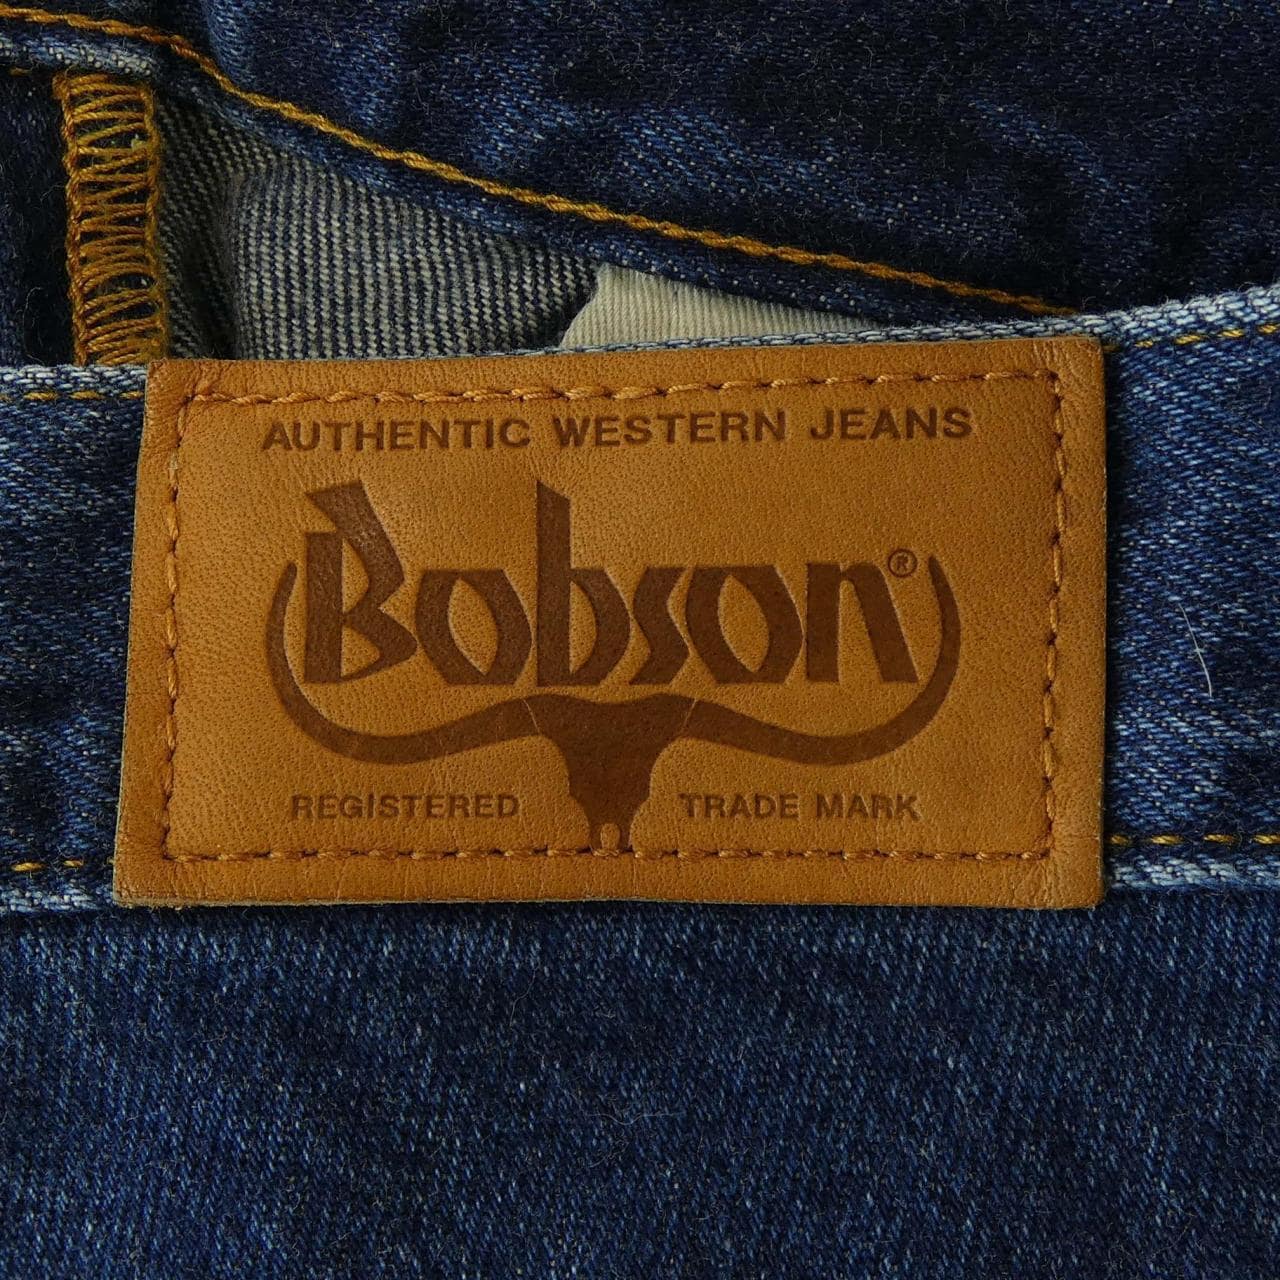 AUTHENTIC WESTERN JEANS
Bobson®
REGISTERED TRADE MARK